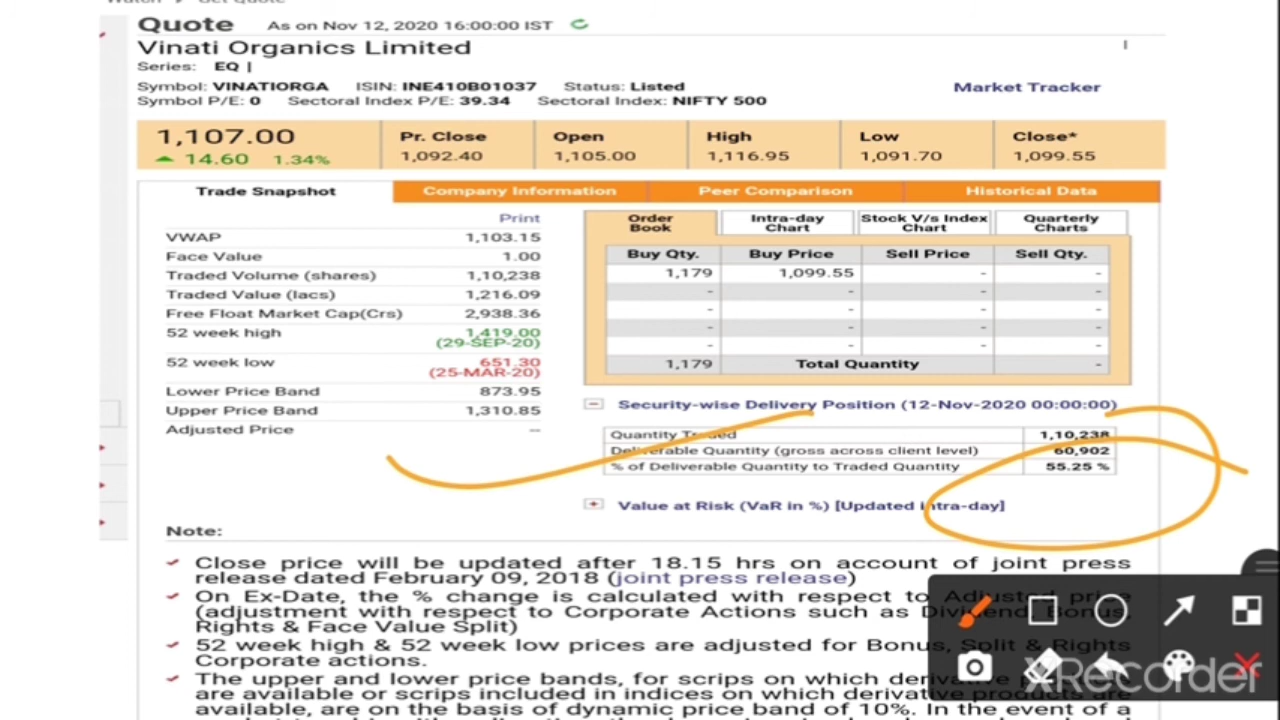 Quote As on Nov 12, 2020 16:00:00 IST
Vinati Organics Limited
Series: EQ |
Symbol: VINATIORGA ISIN: INE410B01037 Status: Listed Market Tracker
Symbol P/E: 0 Sectoral Index P/E: 39.34 Sectoral Index: NIFTY 500
1,107.00 Pr. Close Open High Low Close*
14.60 1.34% 1,092.40 1,105.00 1,116.95 1,091.70 1,099.55
Trade Snapshot Company Information Peer Comparison Historical Data
Print
VWAP 1,103.15
Face Value 1.00
Traded Volume (shares) 1,10,238
Traded Value (lacs) 1,216.09
Free Float Market Cap(Crs) 2,938.36
52 week high 1,419.00
(29-SEP-20)
52 week low 651.30
(25-MAR-20)
Lower Price Band 873.95
Upper Price Band 1,310.85
Adjusted Price --
Order Book Intra-day Chart Stock V/s Index Chart Quarterly Charts
Buy Qty. Buy Price Sell Price Sell Qty.
1,179 1,099.55 - -
- - - -
- - - -
- - - -
- - - -
1,179 Total Quantity -
Security-wise Delivery Position (12-Nov-2020 00:00:00)
Quantity Traded 1,10,238
Deliverable Quantity (gross across client level) 60,902
% of Deliverable Quantity to Traded Quantity 55.25 %
Value at Risk (VaR in %) [Updated intra-day]
Note:
Close price will be updated after 18.15 hrs on account of joint press
release dated February 09, 2018 (joint press release)
On Ex-Date, the % change is calculated with respect to Adjusted price
(adjustment with respect to Corporate Actions such as Dividend, Bonus,
Rights & Face Value Split)
52 week high & 52 week low prices are adjusted for Bonus, Split & Rights
Corporate actions.
The upper and lower price bands, for scrips on which derivative products
are available or scrips included in indices on which derivative products are
available, are on the basis of dynamic price band of 10%. In the event of a
XRecorder